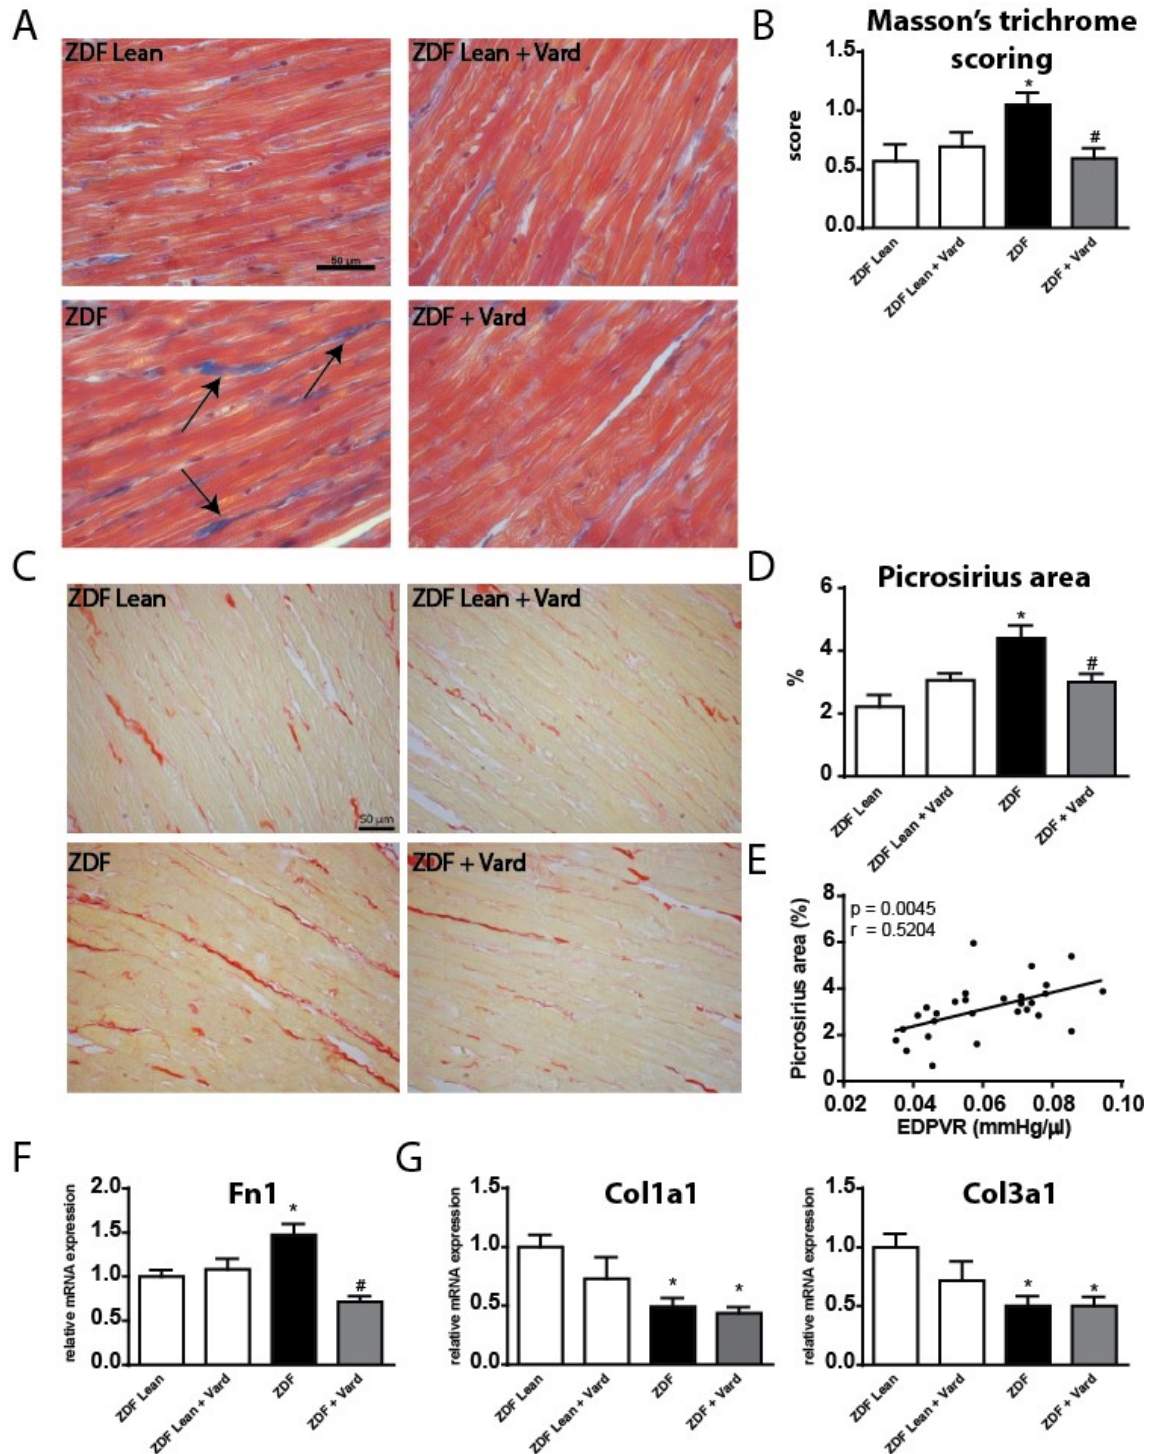 A
ZDF Lean
ZDF Lean + Vard
50 µm
ZDF
ZDF + Vard
B
Masson's trichrome
scoring
score
1.5
1.0
0.5
0.0
*
#
ZDF Lean
ZDF Lean + Vard
ZDF
ZDF + Vard
C
ZDF Lean
ZDF Lean + Vard
50 µm
ZDF
ZDF + Vard
D
Picrosirius area
%
6
4
2
0
*
#
ZDF Lean
ZDF Lean + Vard
ZDF
ZDF + Vard
E
Picrosirius area (%)
8
6
4
2
0
p = 0.0045
r = 0.5204
0.02 0.04 0.06 0.08 0.10
EDPVR (mmHg/µl)
F
Fn1
relative mRNA expression
2.0
1.5
1.0
0.5
0.0
*
#
ZDF Lean
ZDF Lean + Vard
ZDF
ZDF + Vard
G
Col1a1
relative mRNA expression
1.5
1.0
0.5
0.0
*
*
ZDF Lean
ZDF Lean + Vard
ZDF
ZDF + Vard
Col3a1
relative mRNA expression
1.5
1.0
0.5
0.0
*
*
ZDF Lean
ZDF Lean + Vard
ZDF
ZDF + Vard